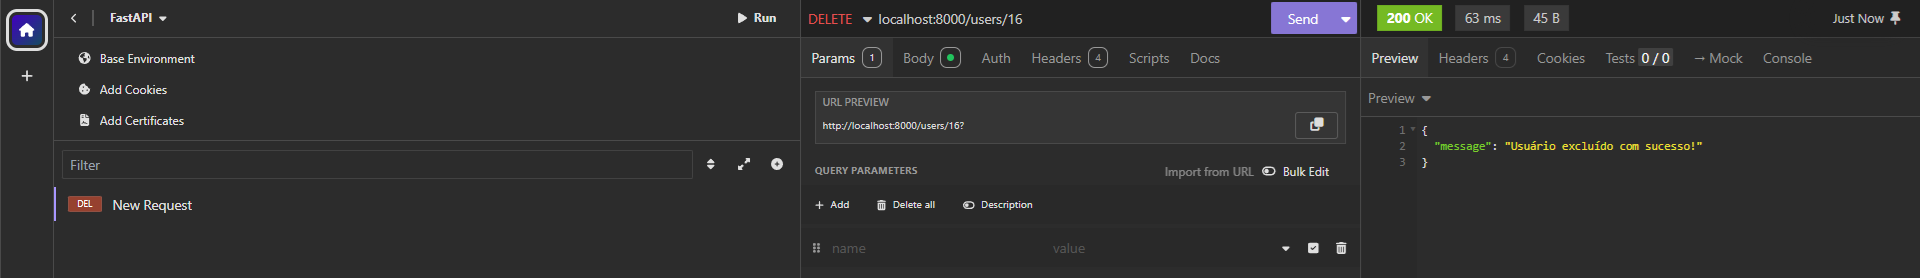 FastAPI
Run
Base Environment
Add Cookies
Add Certificates
Filter
DEL New Request
DELETE localhost:8000/users/16 Send
Params 1 Body Auth Headers 4 Scripts Docs
URL PREVIEW
http://localhost:8000/users/16?
QUERY PARAMETERS Import from URL Bulk Edit
Add Delete all Description
name value
200 OK 63 ms 45 B Just Now
Preview Headers 4 Cookies Tests 0 / 0 → Mock Console
Preview
1 {
2 "message": "Usuário excluído com sucesso!"
3 }